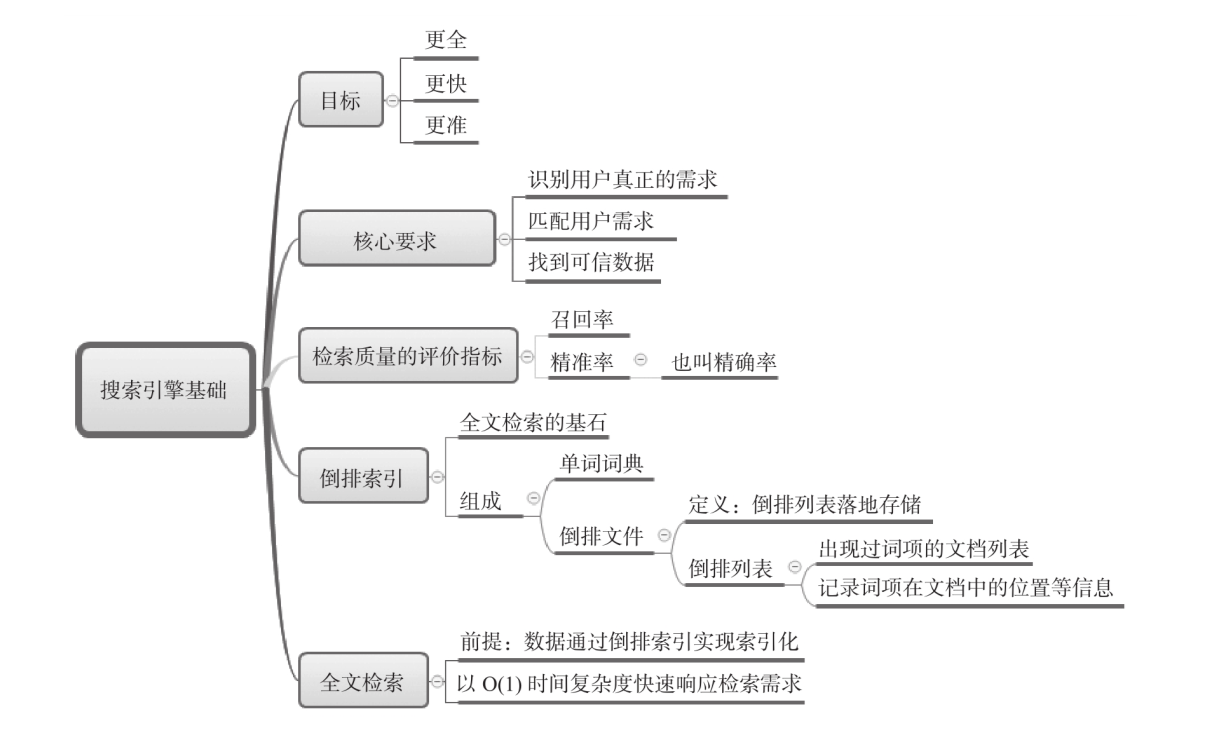 搜索引擎基础
目标
更全
更快
更准
核心要求
识别用户真正的需求
匹配用户需求
找到可信数据
检索质量的评价指标
召回率
精准率
也叫精确率
倒排索引
全文检索的基石
组成
单词词典
倒排文件
定义：倒排列表落地存储
倒排列表
出现过词项的文档列表
记录词项在文档中的位置等信息
全文检索
前提：数据通过倒排索引实现索引化
以 O(1) 时间复杂度快速响应检索需求